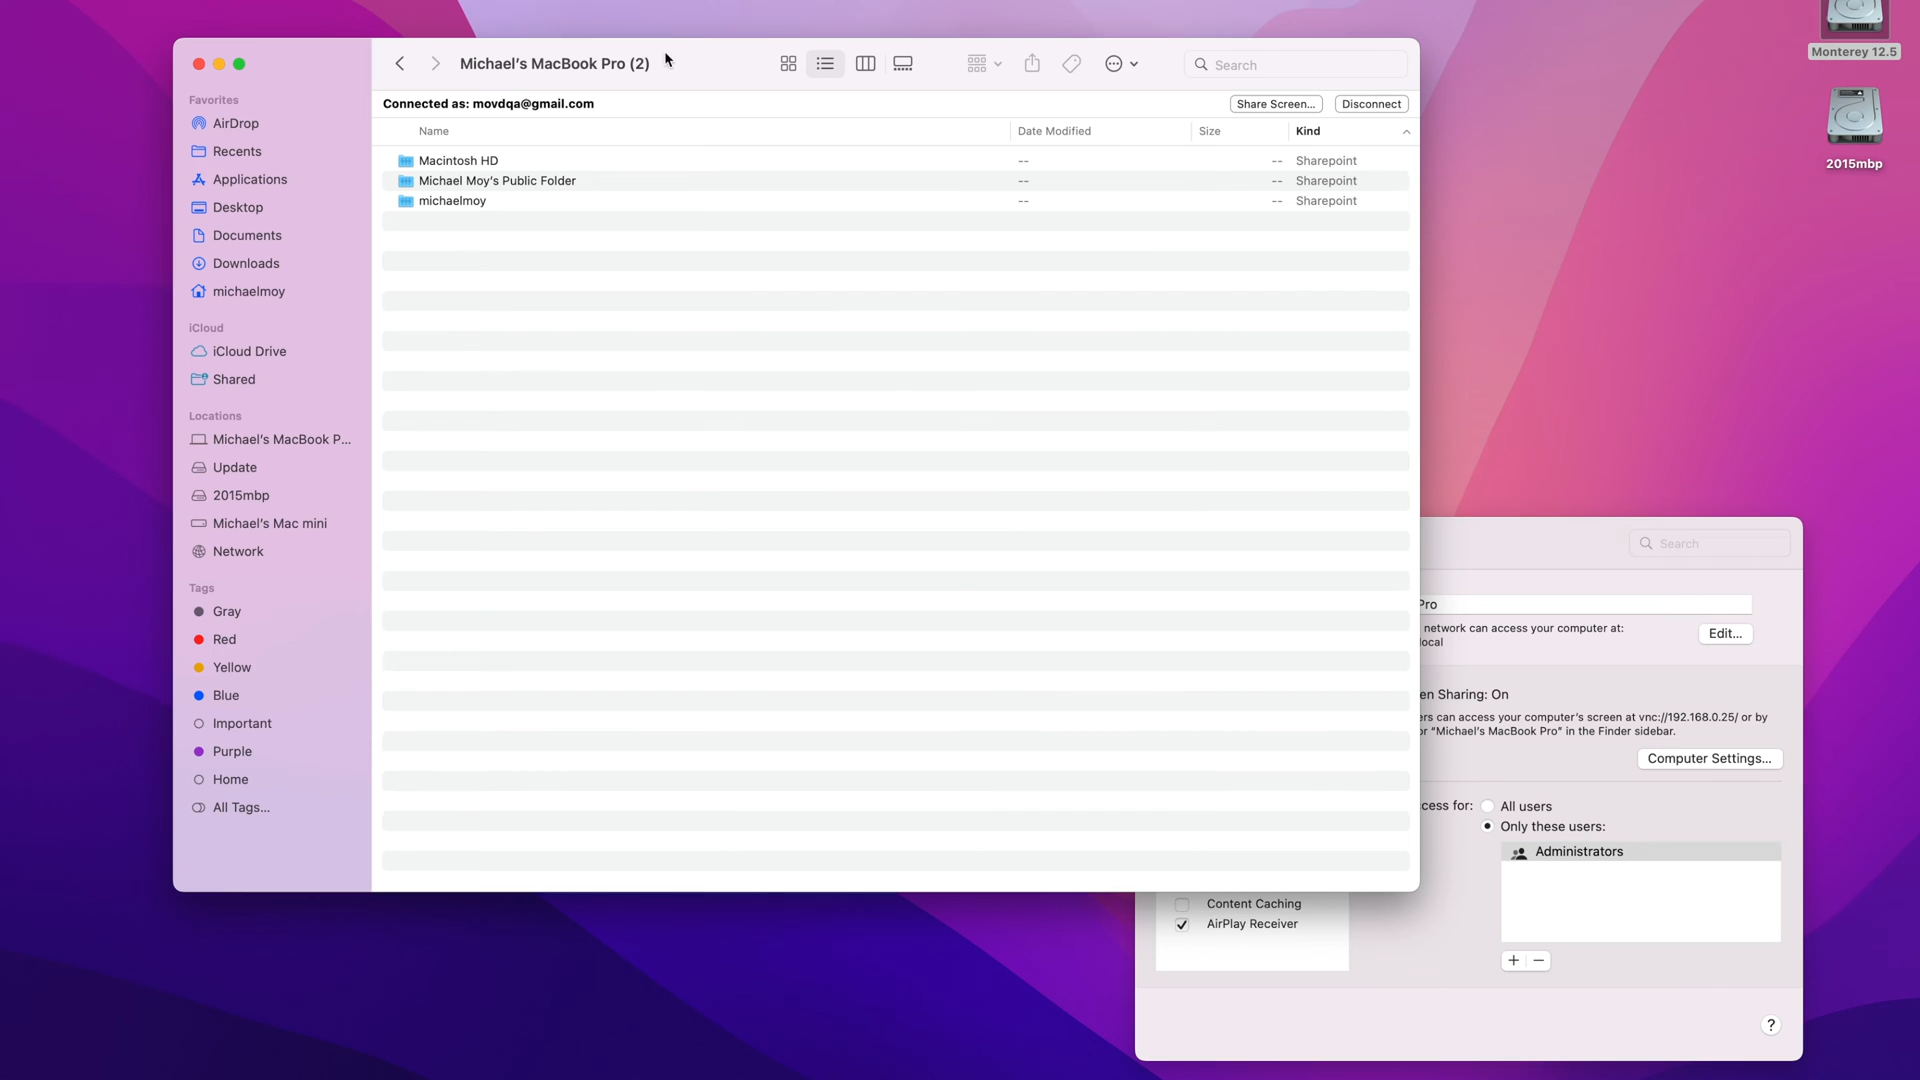 Monterey 12.5
2015mbp
Michael's MacBook Pro (2)
Search
Favorites
AirDrop
Recents
Applications
Desktop
Documents
Downloads
michaelmoy
iCloud
iCloud Drive
Shared
Locations
Michael's MacBook P...
Update
2015mbp
Michael's Mac mini
Network
Tags
Gray
Red
Yellow
Blue
Important
Purple
Home
All Tags...
Connected as: movdqa@gmail.com
Share Screen...
Disconnect
Name Date Modified Size Kind
Macintosh HD -- -- Sharepoint
Michael Moy's Public Folder -- -- Sharepoint
michaelmoy -- -- Sharepoint
Search
Pro
network can access your computer at:
local
Edit...
en Sharing: On
ers can access your computer's screen at vnc://192.168.0.25/ or by
or "Michael's MacBook Pro" in the Finder sidebar.
Computer Settings...
cess for: All users
Only these users:
Administrators
Content Caching
AirPlay Receiver
+ −
?